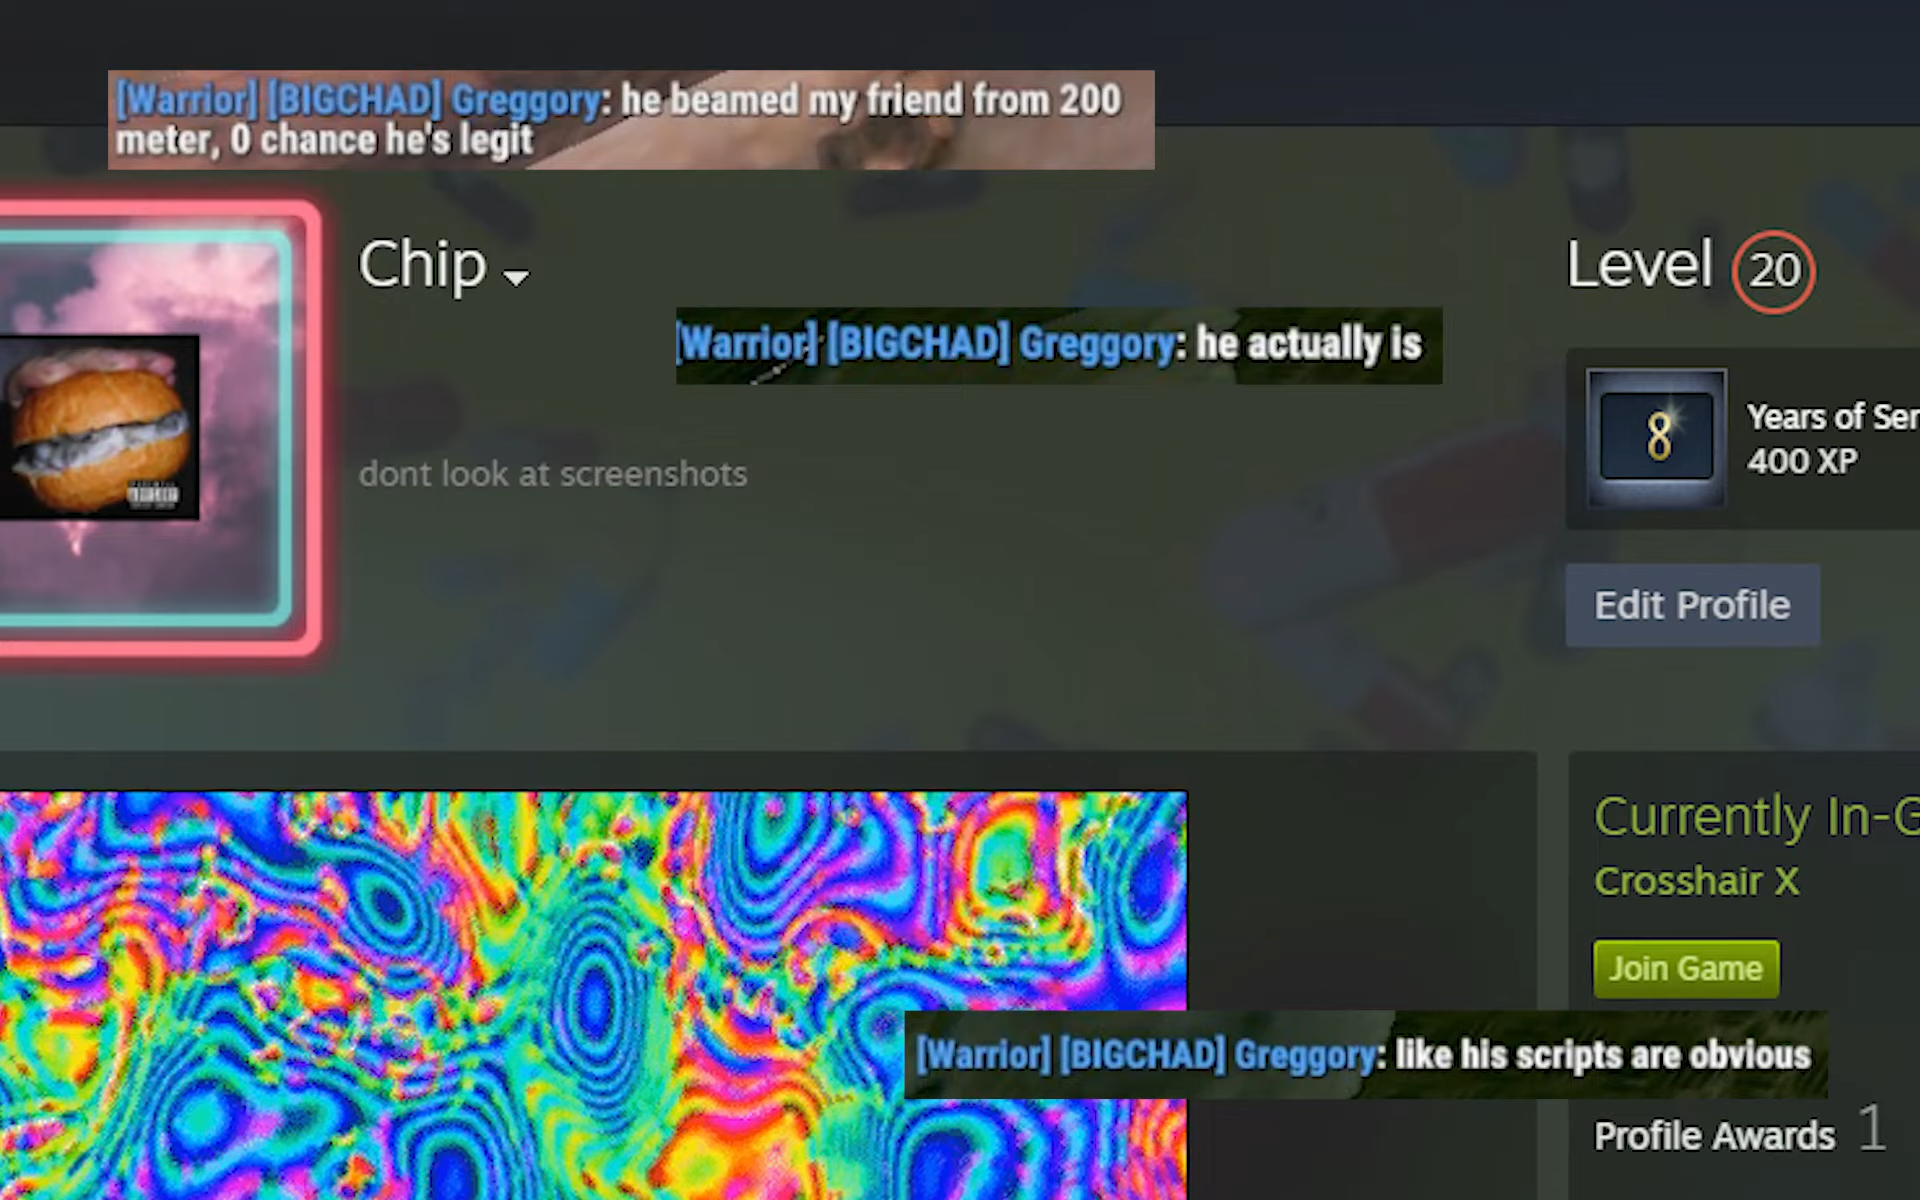 [Warrior] [BIGCHAD] Greggory: he beamed my friend from 200
meter, 0 chance he's legit
Chip
Level 20
[Warrior] [BIGCHAD] Greggory: he actually is
8
Years of Ser
400 XP
dont look at screenshots
Edit Profile
Currently In-G
Crosshair X
Join Game
[Warrior] [BIGCHAD] Greggory: like his scripts are obvious
Profile Awards 1